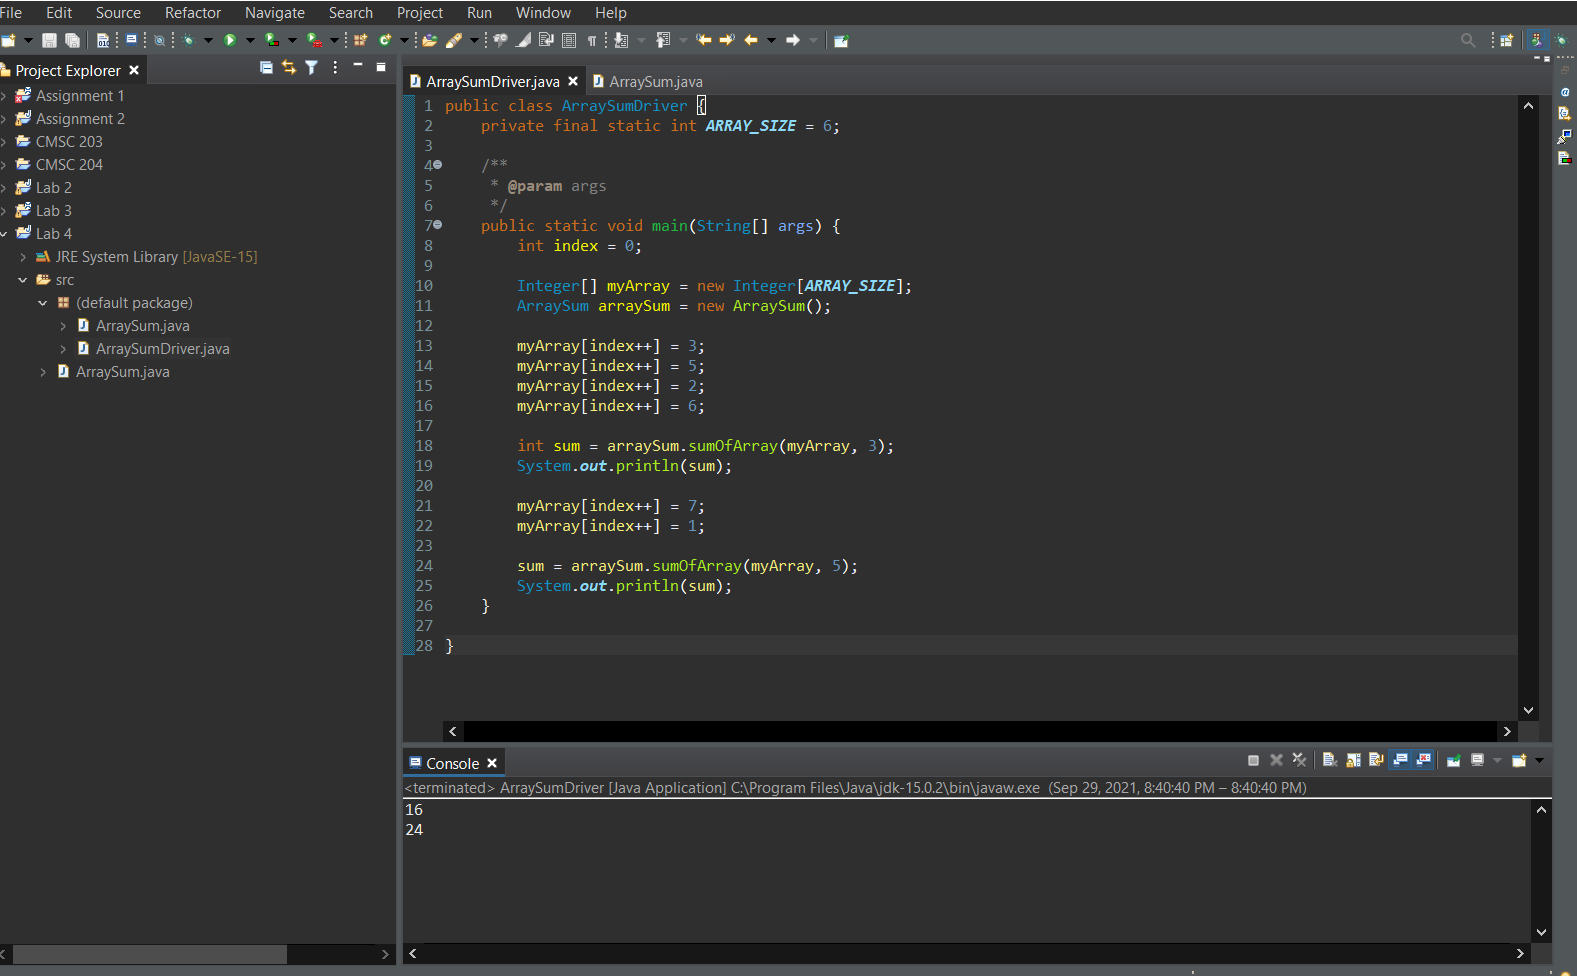 File Edit Source Refactor Navigate Search Project Run Window Help
Project Explorer
Assignment 1
Assignment 2
CMSC 203
CMSC 204
Lab 2
Lab 3
Lab 4
JRE System Library [JavaSE-15]
src
(default package)
ArraySum.java
ArraySumDriver.java
ArraySum.java
ArraySumDriver.java ArraySum.java
1 public class ArraySumDriver {
2     private final static int ARRAY_SIZE = 6;
3
4     /**
5      * @param args
6      */
7     public static void main(String[] args) {
8         int index = 0;
9
10         Integer[] myArray = new Integer[ARRAY_SIZE];
11         ArraySum arraySum = new ArraySum();
12
13         myArray[index++] = 3;
14         myArray[index++] = 5;
15         myArray[index++] = 2;
16         myArray[index++] = 6;
17
18         int sum = arraySum.sumOfArray(myArray, 3);
19         System.out.println(sum);
20
21         myArray[index++] = 7;
22         myArray[index++] = 1;
23
24         sum = arraySum.sumOfArray(myArray, 5);
25         System.out.println(sum);
26     }
27
28 }
Console
<terminated> ArraySumDriver [Java Application] C:\Program Files\Java\jdk-15.0.2\bin\javaw.exe (Sep 29, 2021, 8:40:40 PM – 8:40:40 PM)
16
24